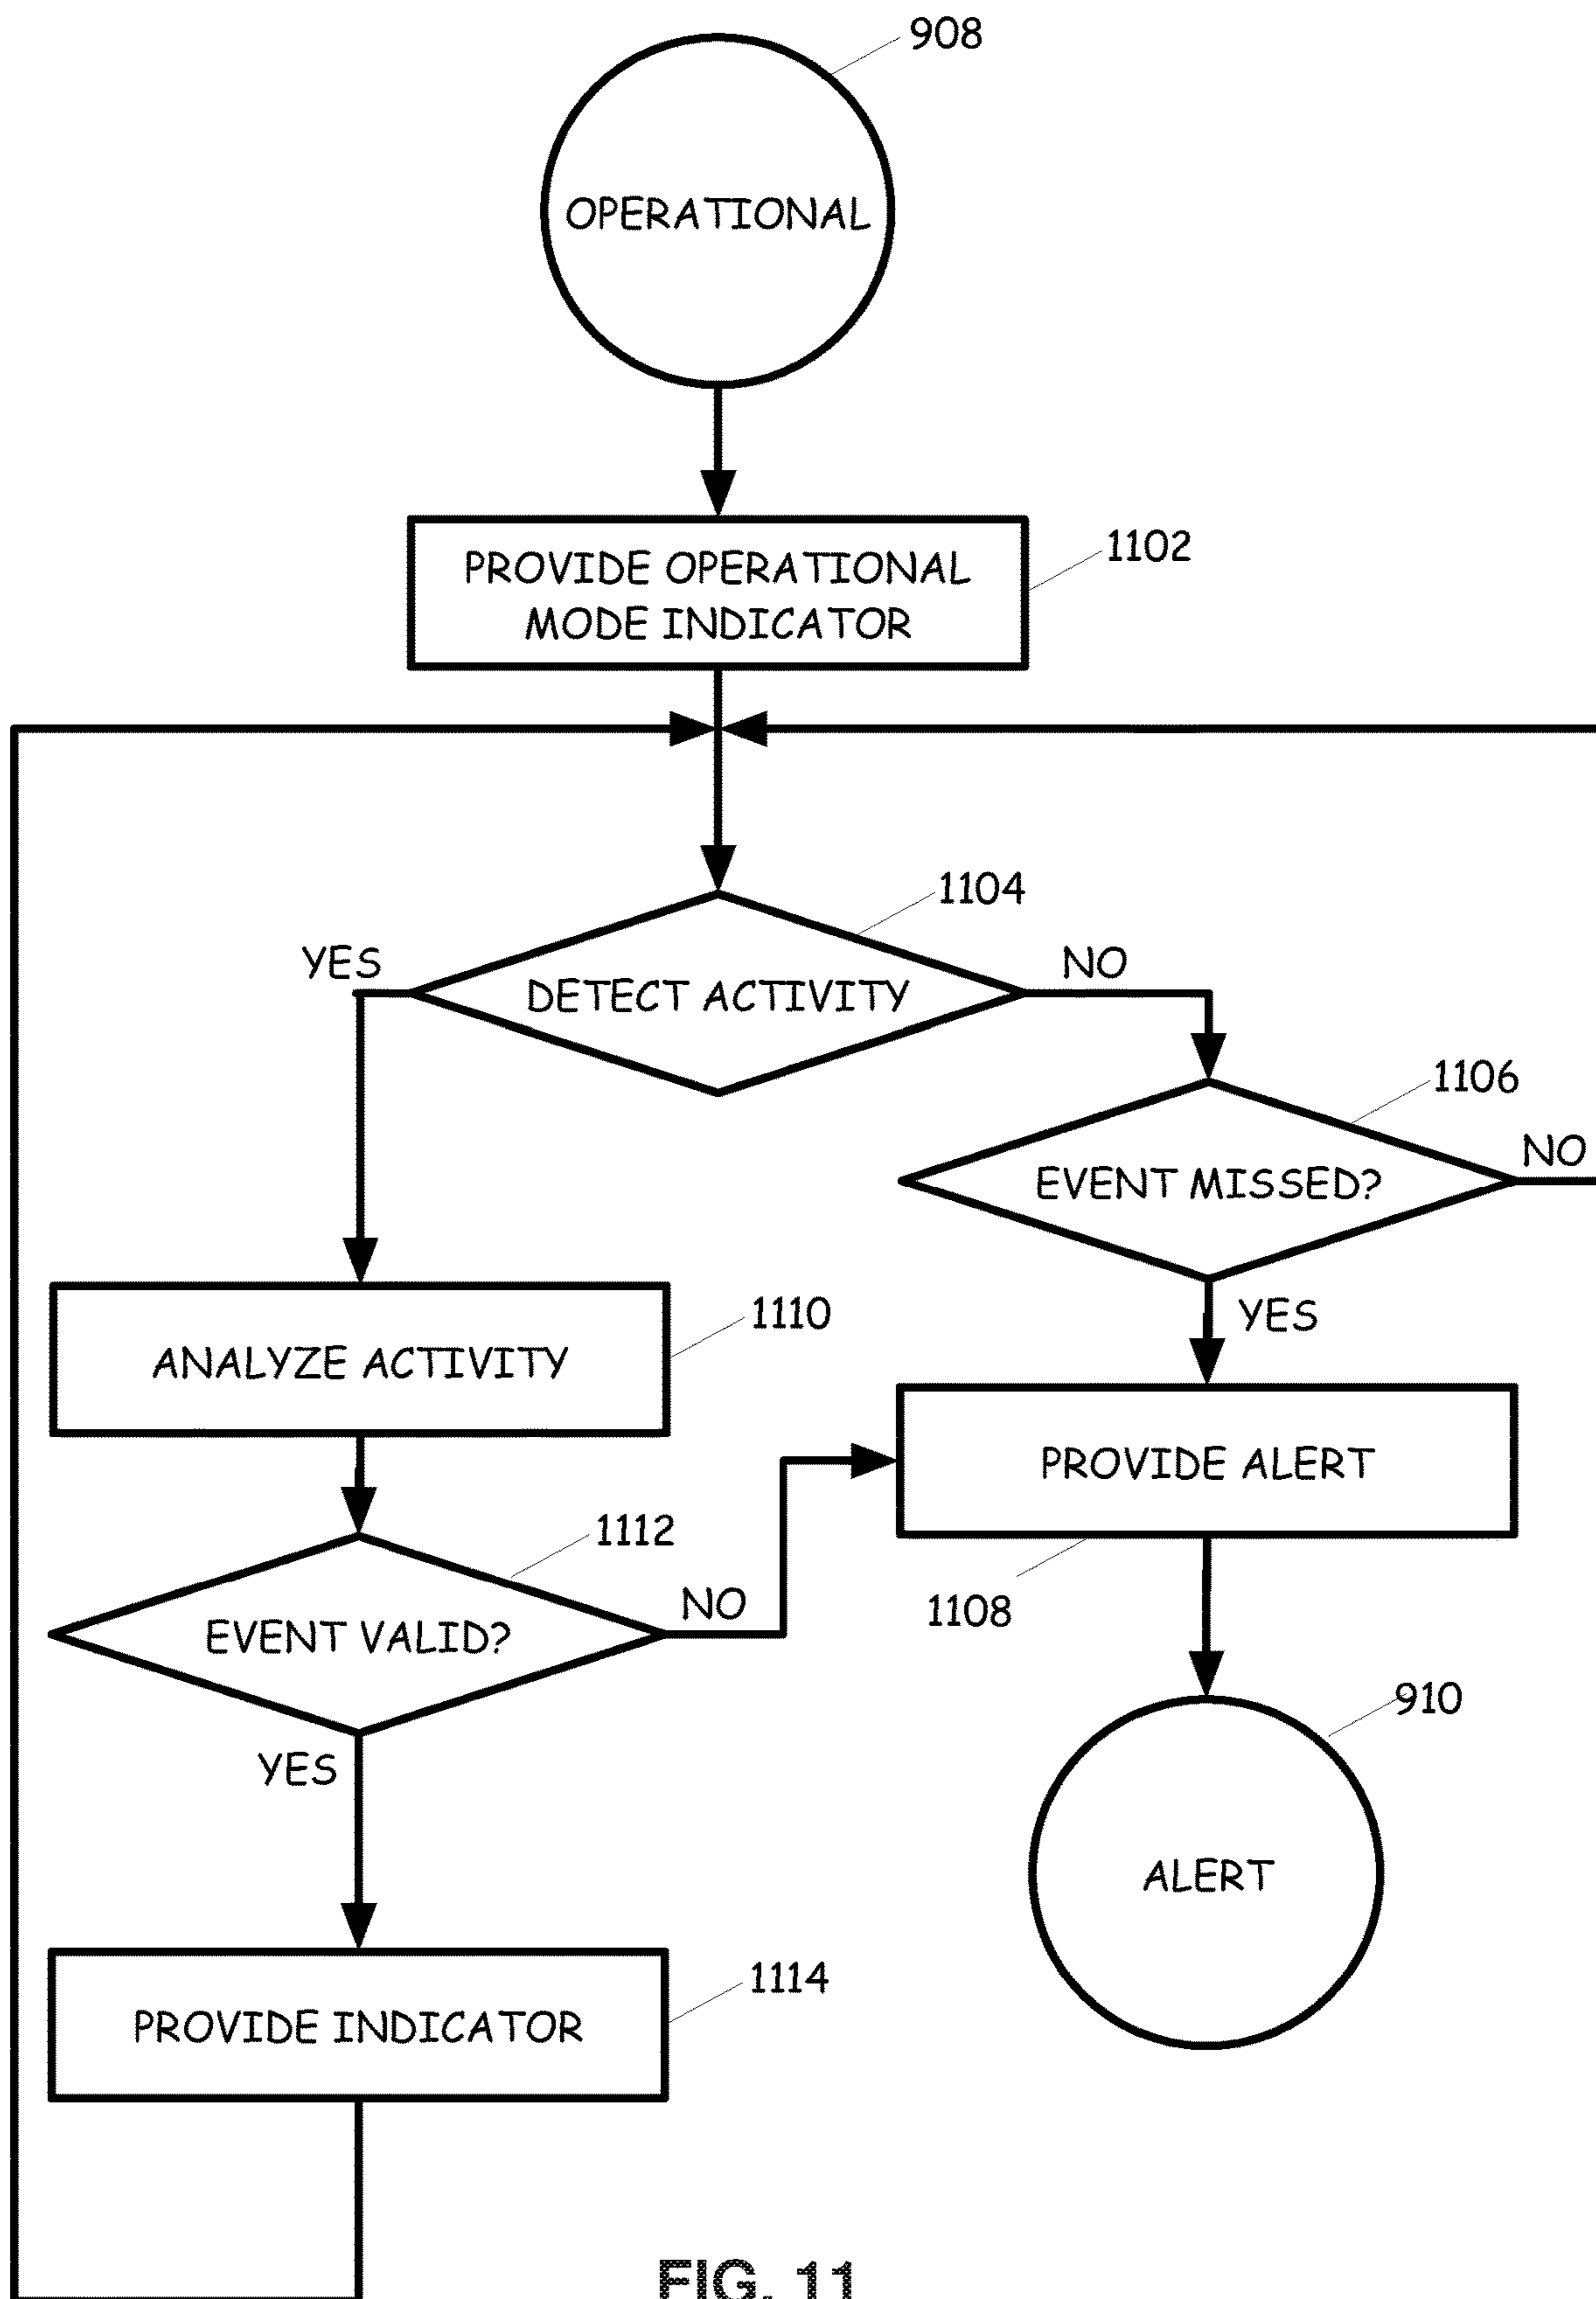 908
OPERATIONAL
PROVIDE OPERATIONAL
MODE INDICATOR
1102
1104
YES
DETECT ACTIVITY
NO
1106
EVENT MISSED?
NO
YES
1110
ANALYZE ACTIVITY
PROVIDE ALERT
1112
1108
EVENT VALID?
NO
910
YES
ALERT
1114
PROVIDE INDICATOR
FIG. 11